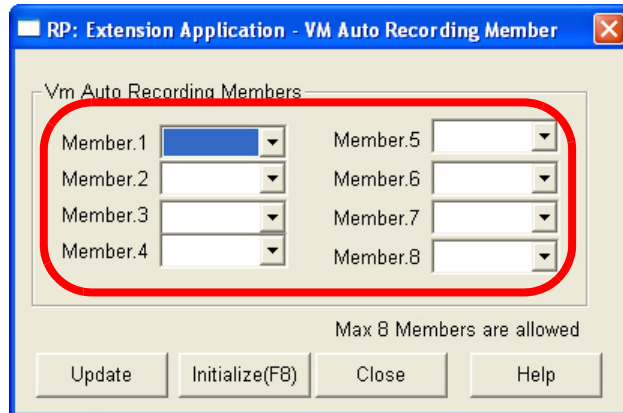 RP: Extension Application - VM Auto Recording Member
Vm Auto Recording Members
Member.1
Member.2
Member.3
Member.4
Member.5
Member.6
Member.7
Member.8
Max 8 Members are allowed
Update
Initialize(F8)
Close
Help